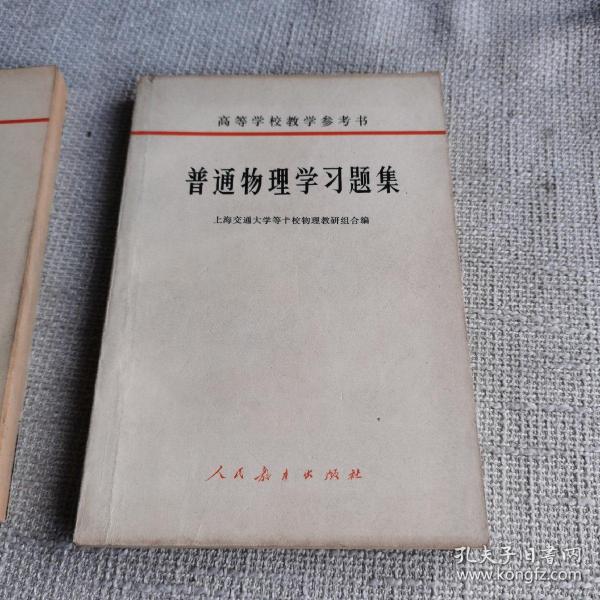 高等学校教学参考书
普通物理学习题集
上海交通大学等十校物理教研组合编
人民教育出版社
孔夫子旧书网
www.kongfz.com